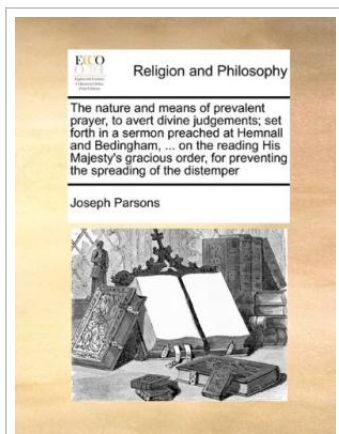 ECCO
Religion and Philosophy
The nature and means of prevalent
prayer, to avert divine judgements; set
forth in a sermon preached at Hemnall
and Bedingham, ... on the reading His
Majesty's gracious order, for preventing
the spreading of the distemper
Joseph Parsons